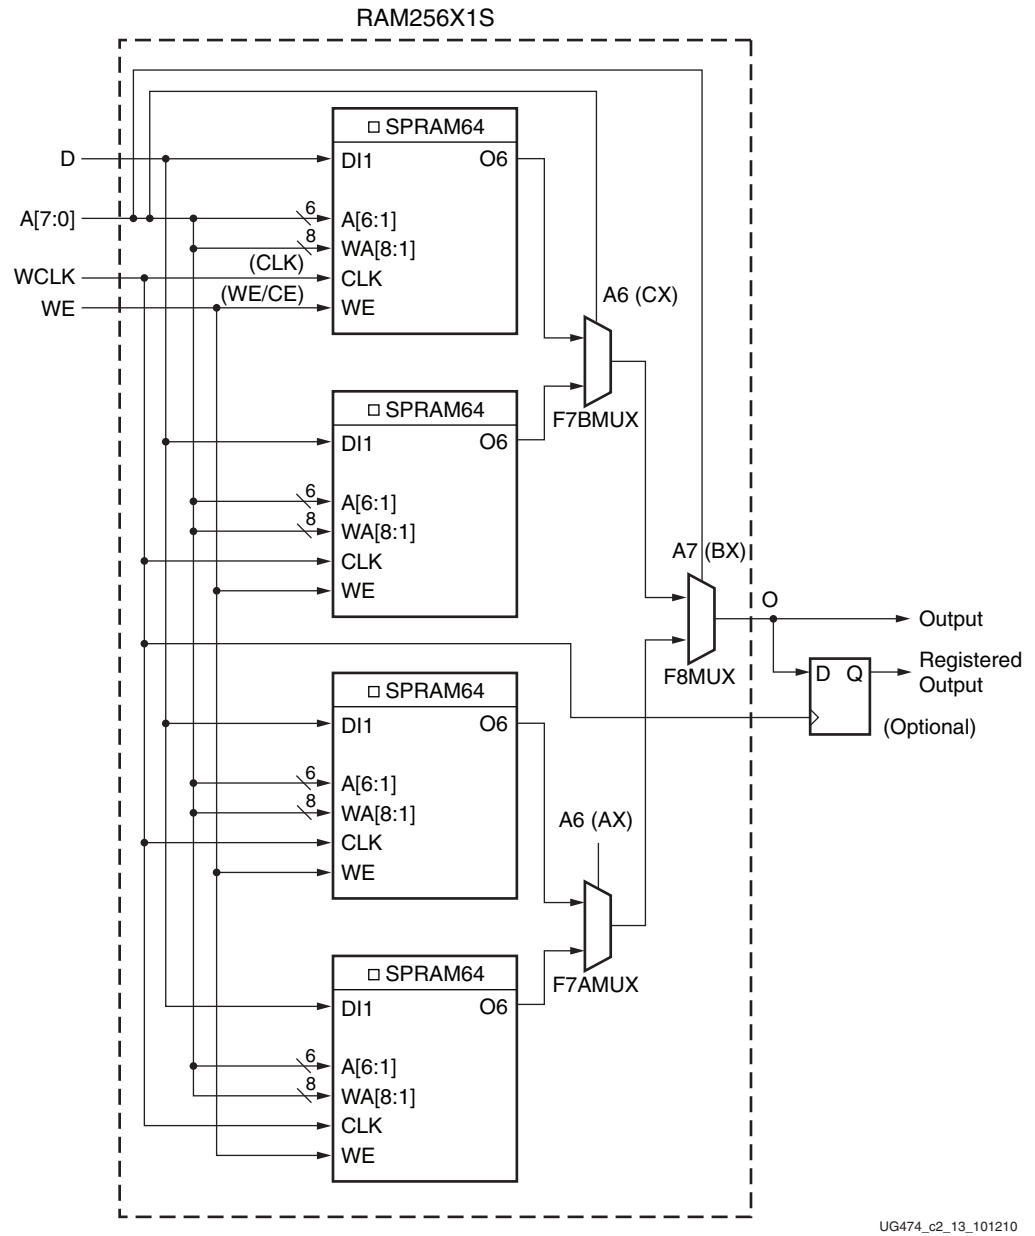 RAM256X1S
SPRAM64
D
DI1
O6
A[7:0]
6
A[6:1]
8
WA[8:1]
WCLK
(CLK)
CLK
WE
(WE/CE)
WE
A6 (CX)
F7BMUX
SPRAM64
DI1
O6
6
A[6:1]
8
WA[8:1]
CLK
WE
A7 (BX)
O
Output
F8MUX
D Q
Registered
Output
(Optional)
SPRAM64
DI1
O6
6
A[6:1]
8
WA[8:1]
CLK
WE
A6 (AX)
F7AMUX
SPRAM64
DI1
O6
6
A[6:1]
8
WA[8:1]
CLK
WE
UG474_c2_13_101210